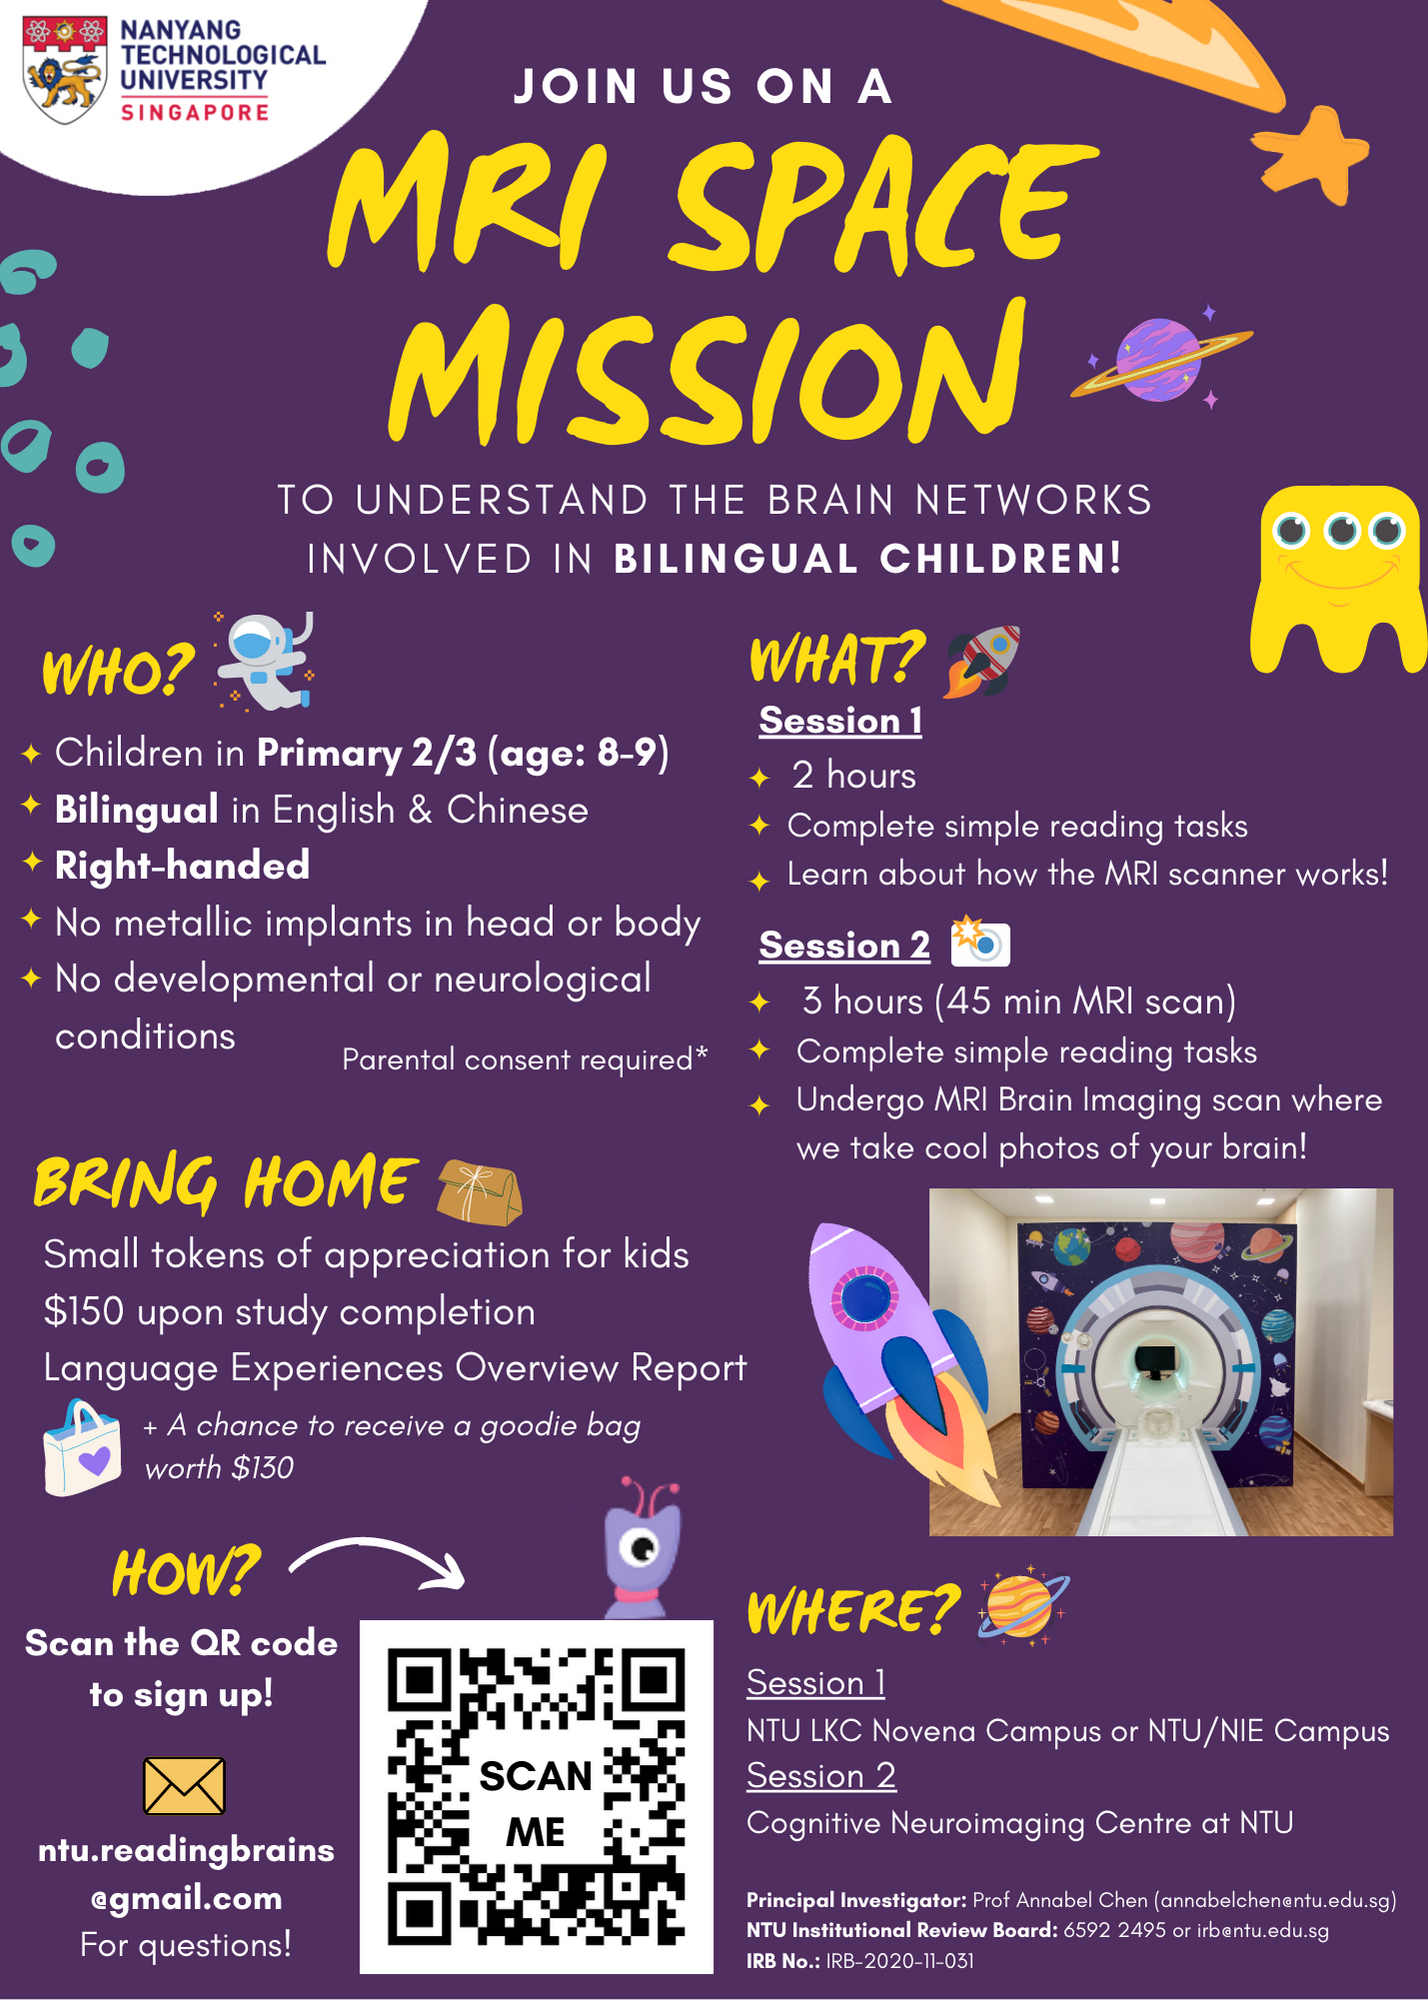 NANYANG
TECHNOLOGICAL
UNIVERSITY
SINGAPORE
JOIN US ON A
MRI SPACE
MISSION
TO UNDERSTAND THE BRAIN NETWORKS
INVOLVED IN BILINGUAL CHILDREN!
WHO?
Children in Primary 2/3 (age: 8-9)
Bilingual in English & Chinese
Right-handed
No metallic implants in head or body
No developmental or neurological
conditions
Parental consent required*
WHAT?
Session 1
2 hours
Complete simple reading tasks
Learn about how the MRI scanner works!
Session 2
3 hours (45 min MRI scan)
Complete simple reading tasks
Undergo MRI Brain Imaging scan where
we take cool photos of your brain!
BRING HOME
Small tokens of appreciation for kids
$150 upon study completion
Language Experiences Overview Report
+ A chance to receive a goodie bag
worth $130
HOW?
Scan the QR code
to sign up!
ntu.readingbrains
@gmail.com
For questions!
SCAN
ME
WHERE?
Session 1
NTU LKC Novena Campus or NTU/NIE Campus
Session 2
Cognitive Neuroimaging Centre at NTU
Principal Investigator: Prof Annabel Chen (annabelchen@ntu.edu.sg)
NTU Institutional Review Board: 6592 2495 or irb@ntu.edu.sg
IRB No.: IRB-2020-11-031